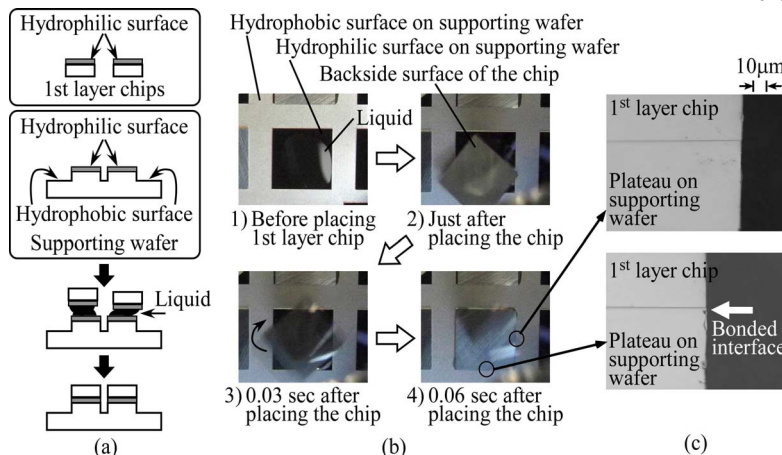 Hydrophilic surface
1st layer chips
Hydrophilic surface
Hydrophobic surface
Supporting wafer
Liquid
(a)
Hydrophobic surface on supporting wafer
Hydrophilic surface on supporting wafer
Backside surface of the chip
Liquid
1) Before placing
1st layer chip
2) Just after
placing the chip
3) 0.03 sec after
placing the chip
4) 0.06 sec after
placing the chip
(b)
10μm
1st layer chip
Plateau on
supporting
wafer
1st layer chip
Bonded
interface
Plateau on
supporting
wafer
(c)